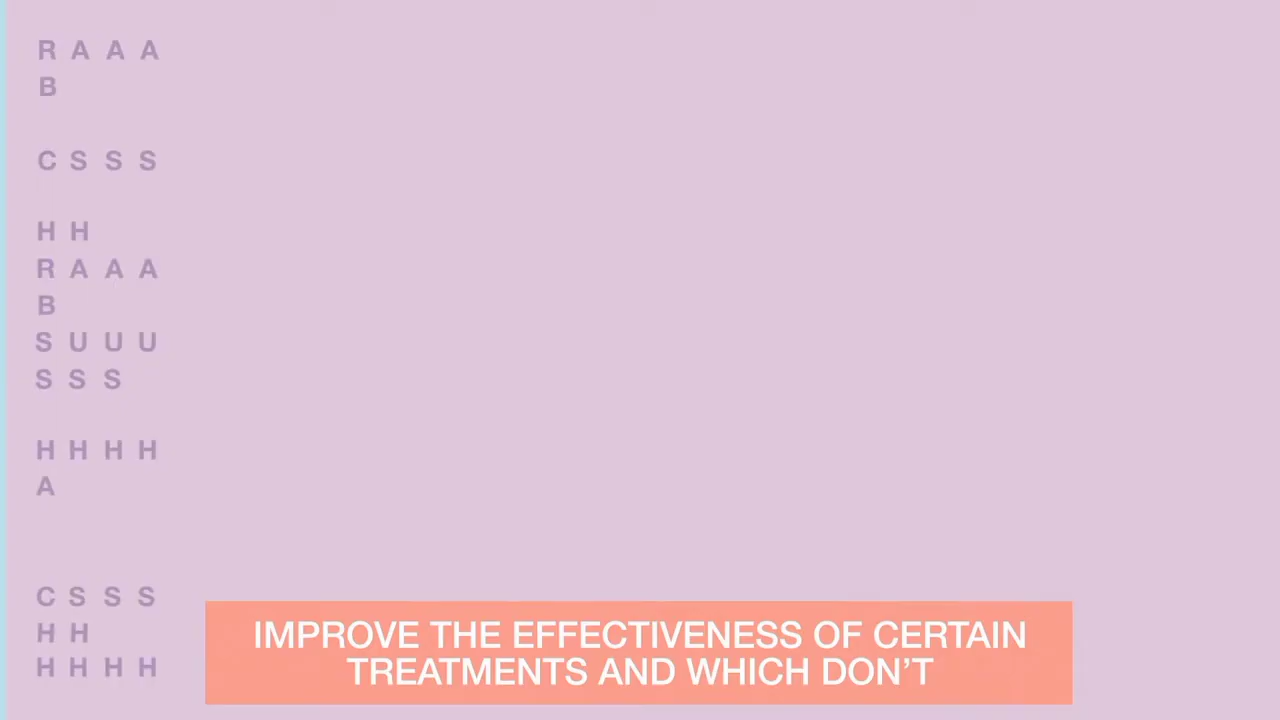 R A A A
B
C S S S
H H
R A A A
B
S U U U
S S S
H H H H
A
C S S S
H H
H H H H
IMPROVE THE EFFECTIVENESS OF CERTAIN
TREATMENTS AND WHICH DON'T